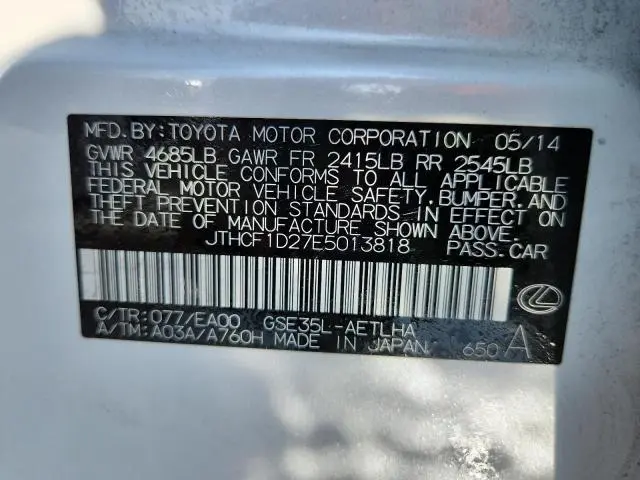 MFD.BY:TOYOTA MOTOR CORPORATION 05/14
GVWR 4685LB GAWR FR 2415LB RR 2545LB
THIS VEHICLE CONFORMS TO ALL APPLICABLE
FEDERAL MOTOR VEHICLE SAFETY,BUMPER,AND
THEFT PREVENTION STANDARDS IN EFFECT ON
THE DATE OF MANUFACTURE SHOWN ABOVE.
JTHCF1D27E5013818 PASS.CAR
C/TR:077/EA00 GSE35L-AETLHA
A/TM:A03A/A760H MADE IN JAPAN 650 A